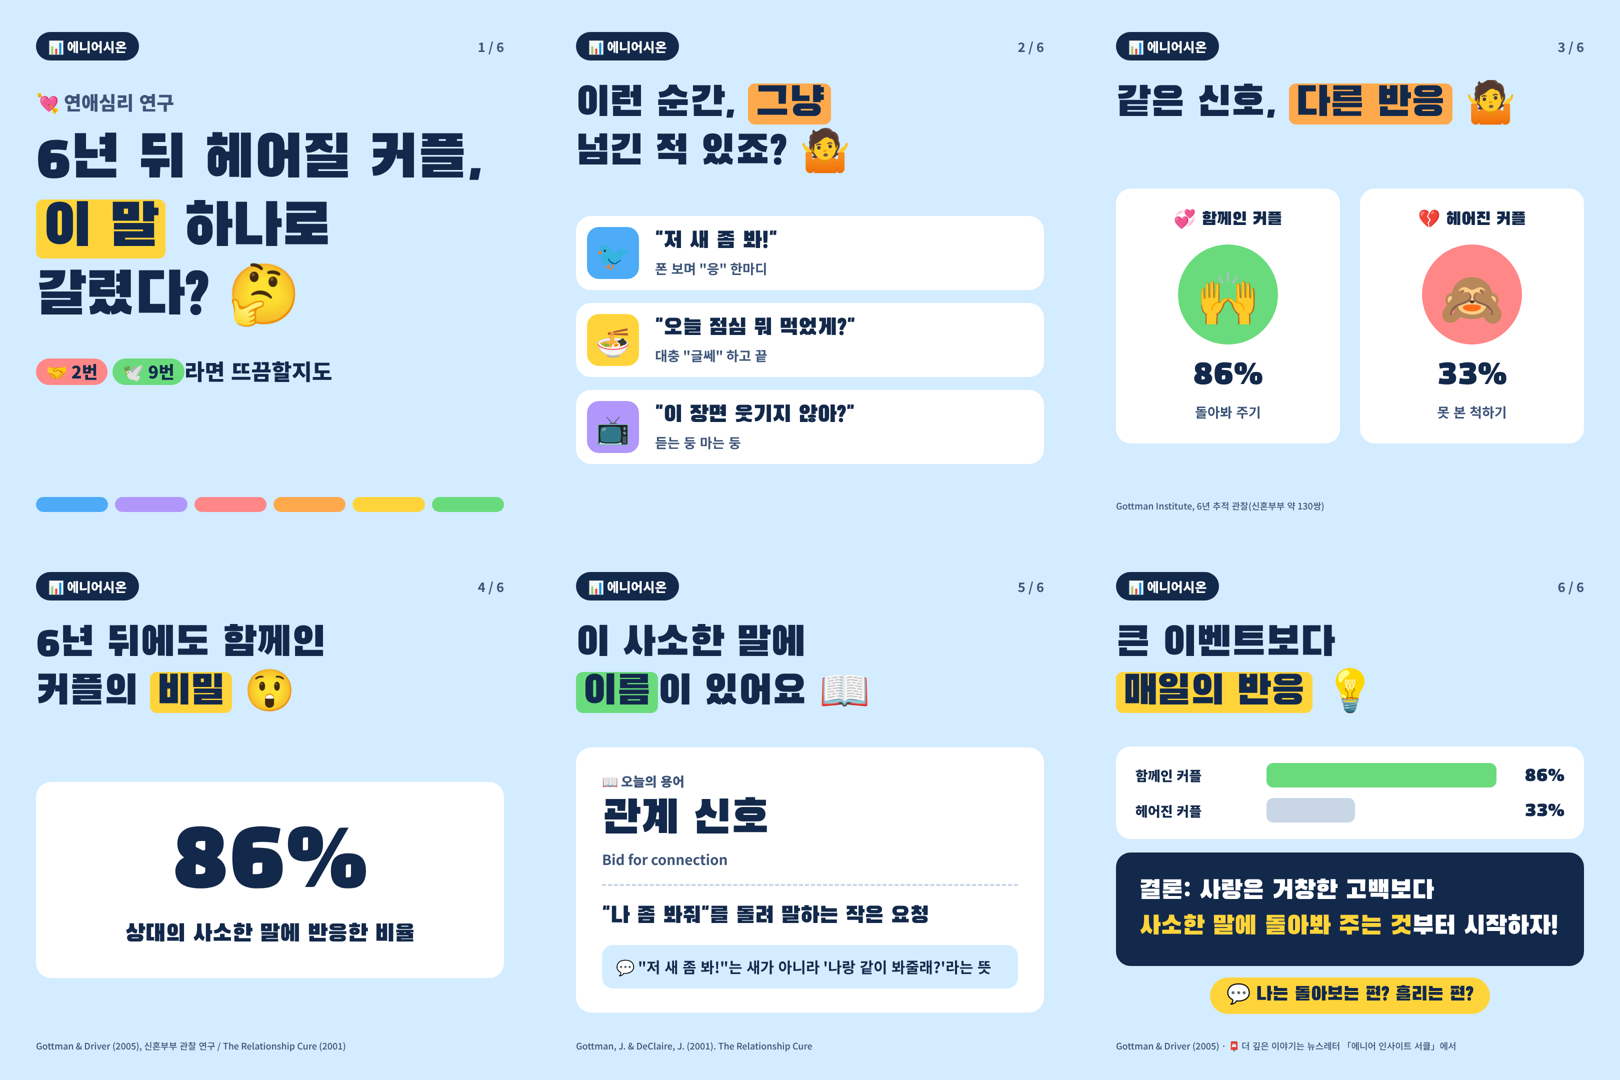 📊 에니어시온
1 / 6
💘 연애심리 연구
6년 뒤 헤어질 커플,
이 말 하나로
갈렸다? 🤔
🤝 2번 🕊️ 9번라면 뜨끔할지도
📊 에니어시온
2 / 6
이런 순간, 그냥
넘긴 적 있죠? 🤷
"저 새 좀 봐!"
폰 보며 "응" 한마디
"오늘 점심 뭐 먹었게?"
대충 "글쎄" 하고 끝
"이 장면 웃기지 않아?"
듣는 둥 마는 둥
📊 에니어시온
3 / 6
같은 신호, 다른 반응 🤷
💞 함께인 커플
86%
돌아봐 주기
💔 헤어진 커플
33%
못 본 척하기
Gottman Institute, 6년 추적 관찰(신혼부부 약 130쌍)
📊 에니어시온
4 / 6
6년 뒤에도 함께인
커플의 비밀 😲
86%
상대의 사소한 말에 반응한 비율
Gottman & Driver (2005), 신혼부부 관찰 연구 / The Relationship Cure (2001)
📊 에니어시온
5 / 6
이 사소한 말에
이름이 있어요 📖
📖 오늘의 용어
관계 신호
Bid for connection
"나 좀 봐줘"를 돌려 말하는 작은 요청
💬 "저 새 좀 봐!"는 새가 아니라 '나랑 같이 봐줄래?'라는 뜻
Gottman, J. & DeClaire, J. (2001). The Relationship Cure
📊 에니어시온
6 / 6
큰 이벤트보다
매일의 반응 💡
함께인 커플 86%
헤어진 커플 33%
결론: 사랑은 거창한 고백보다
사소한 말에 돌아봐 주는 것부터 시작하자!
💬 나는 돌아보는 편? 흘리는 편?
Gottman & Driver (2005) · 📮 더 깊은 이야기는 뉴스레터 「에니어 인사이트 서클」에서